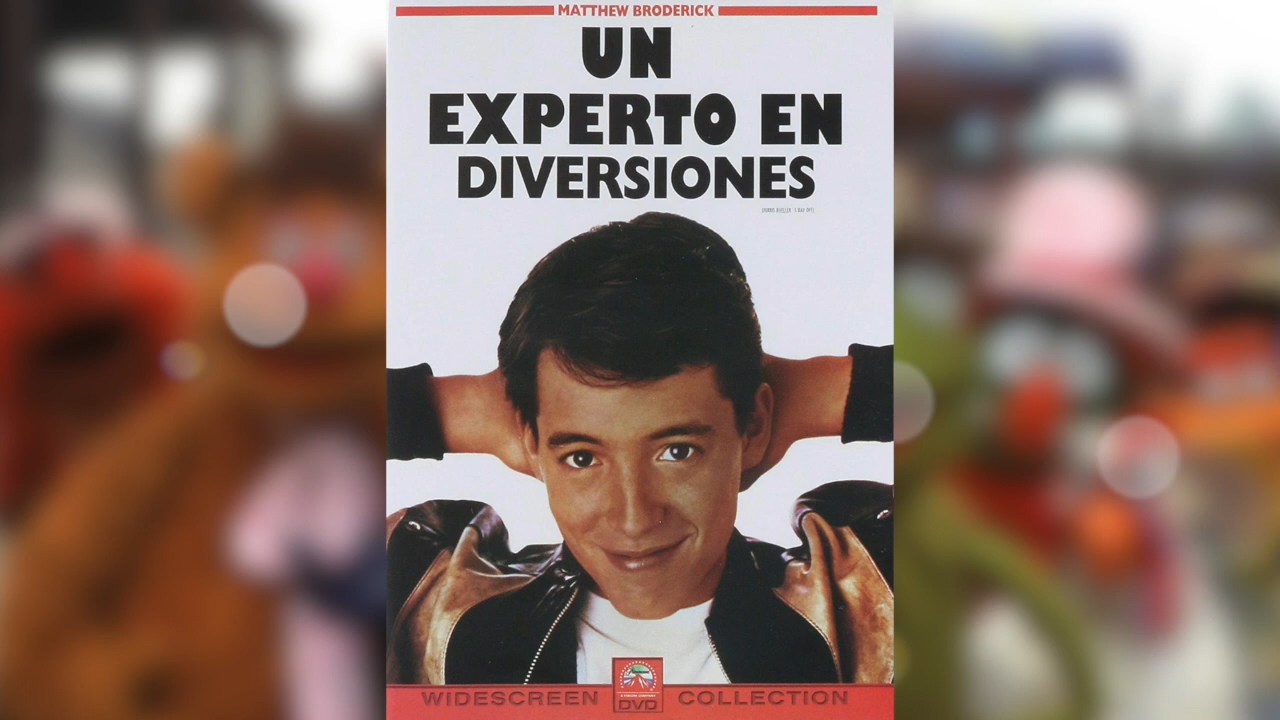 MATTHEW BRODERICK
UN
EXPERTO EN
DIVERSIONES
WIDESCREEN DVD COLLECTION